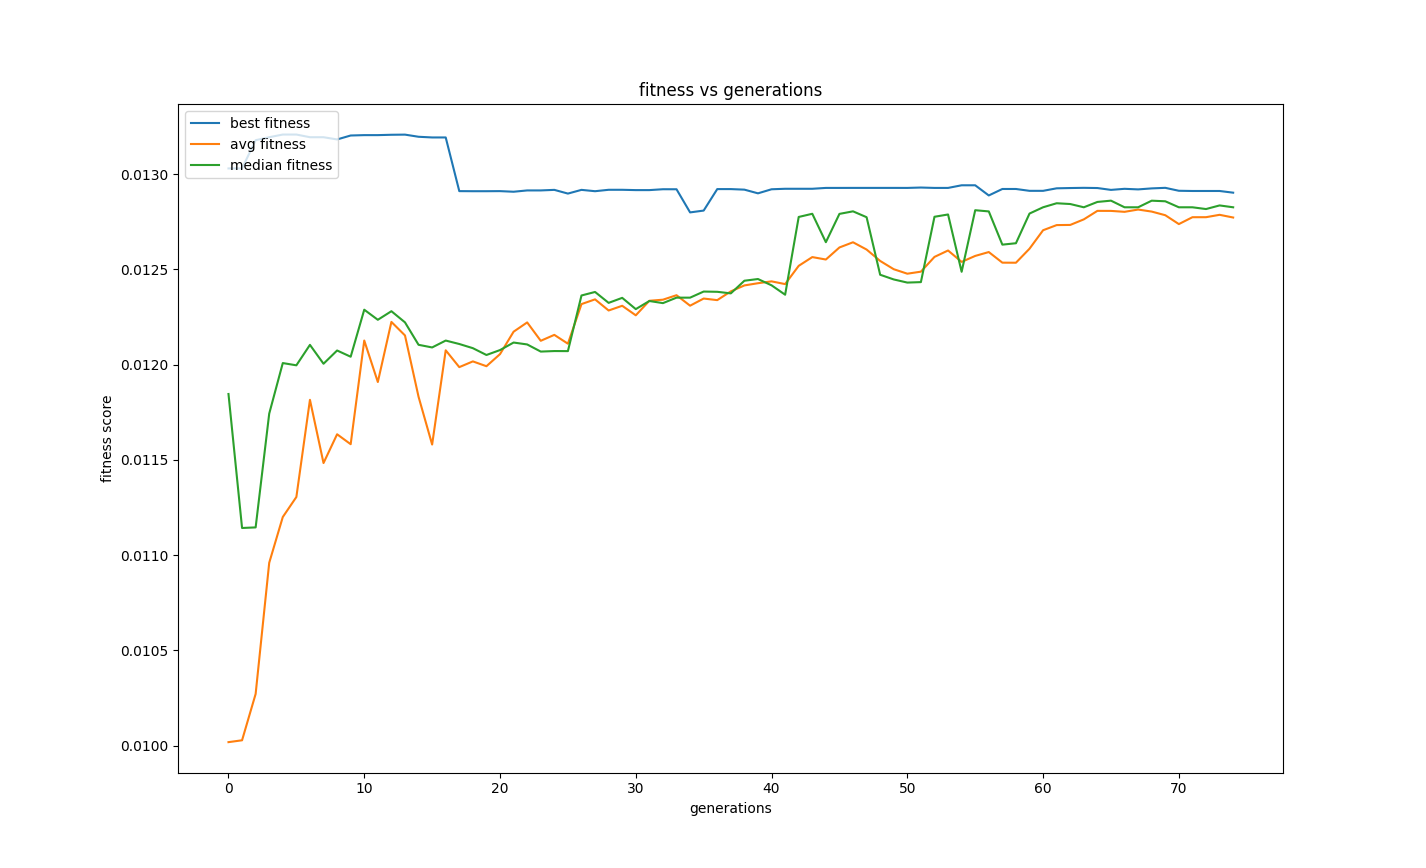 fitness vs generations
best fitness
avg fitness
median fitness
0.0130
0.0125
0.0120
0.0115
0.0110
0.0105
0.0100
fitness score
0 10 20 30 40 50 60 70
generations